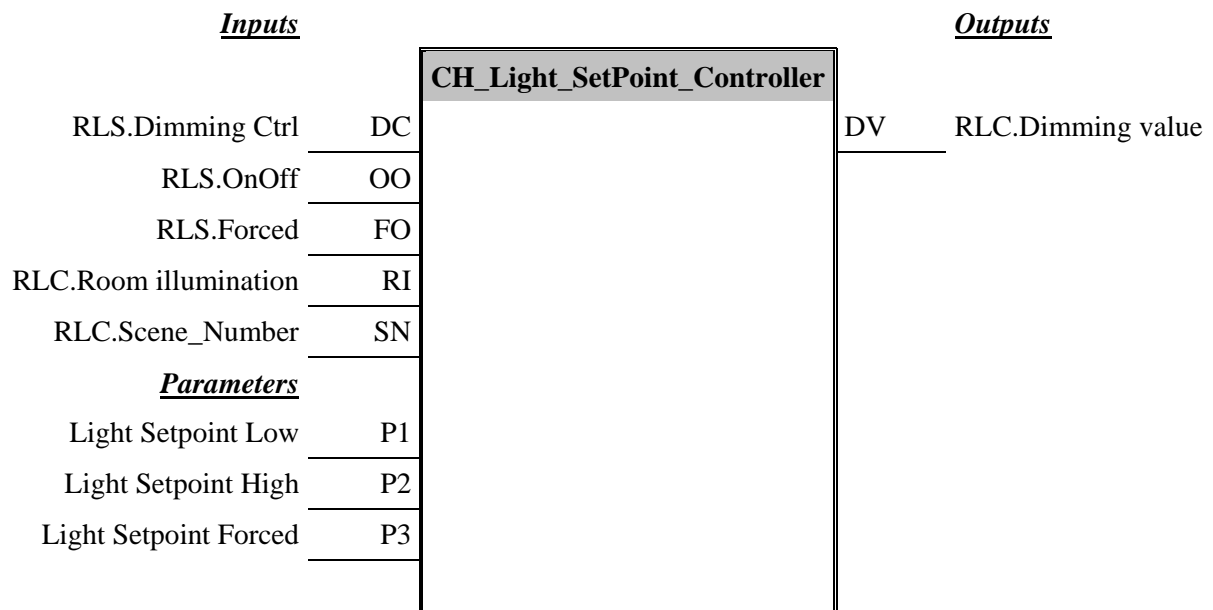 Inputs Outputs
CH_Light_SetPoint_Controller
RLS.Dimming Ctrl DC DV RLC.Dimming value
RLS.OnOff OO
RLS.Forced FO
RLC.Room illumination RI
RLC.Scene_Number SN
Parameters
Light Setpoint Low P1
Light Setpoint High P2
Light Setpoint Forced P3